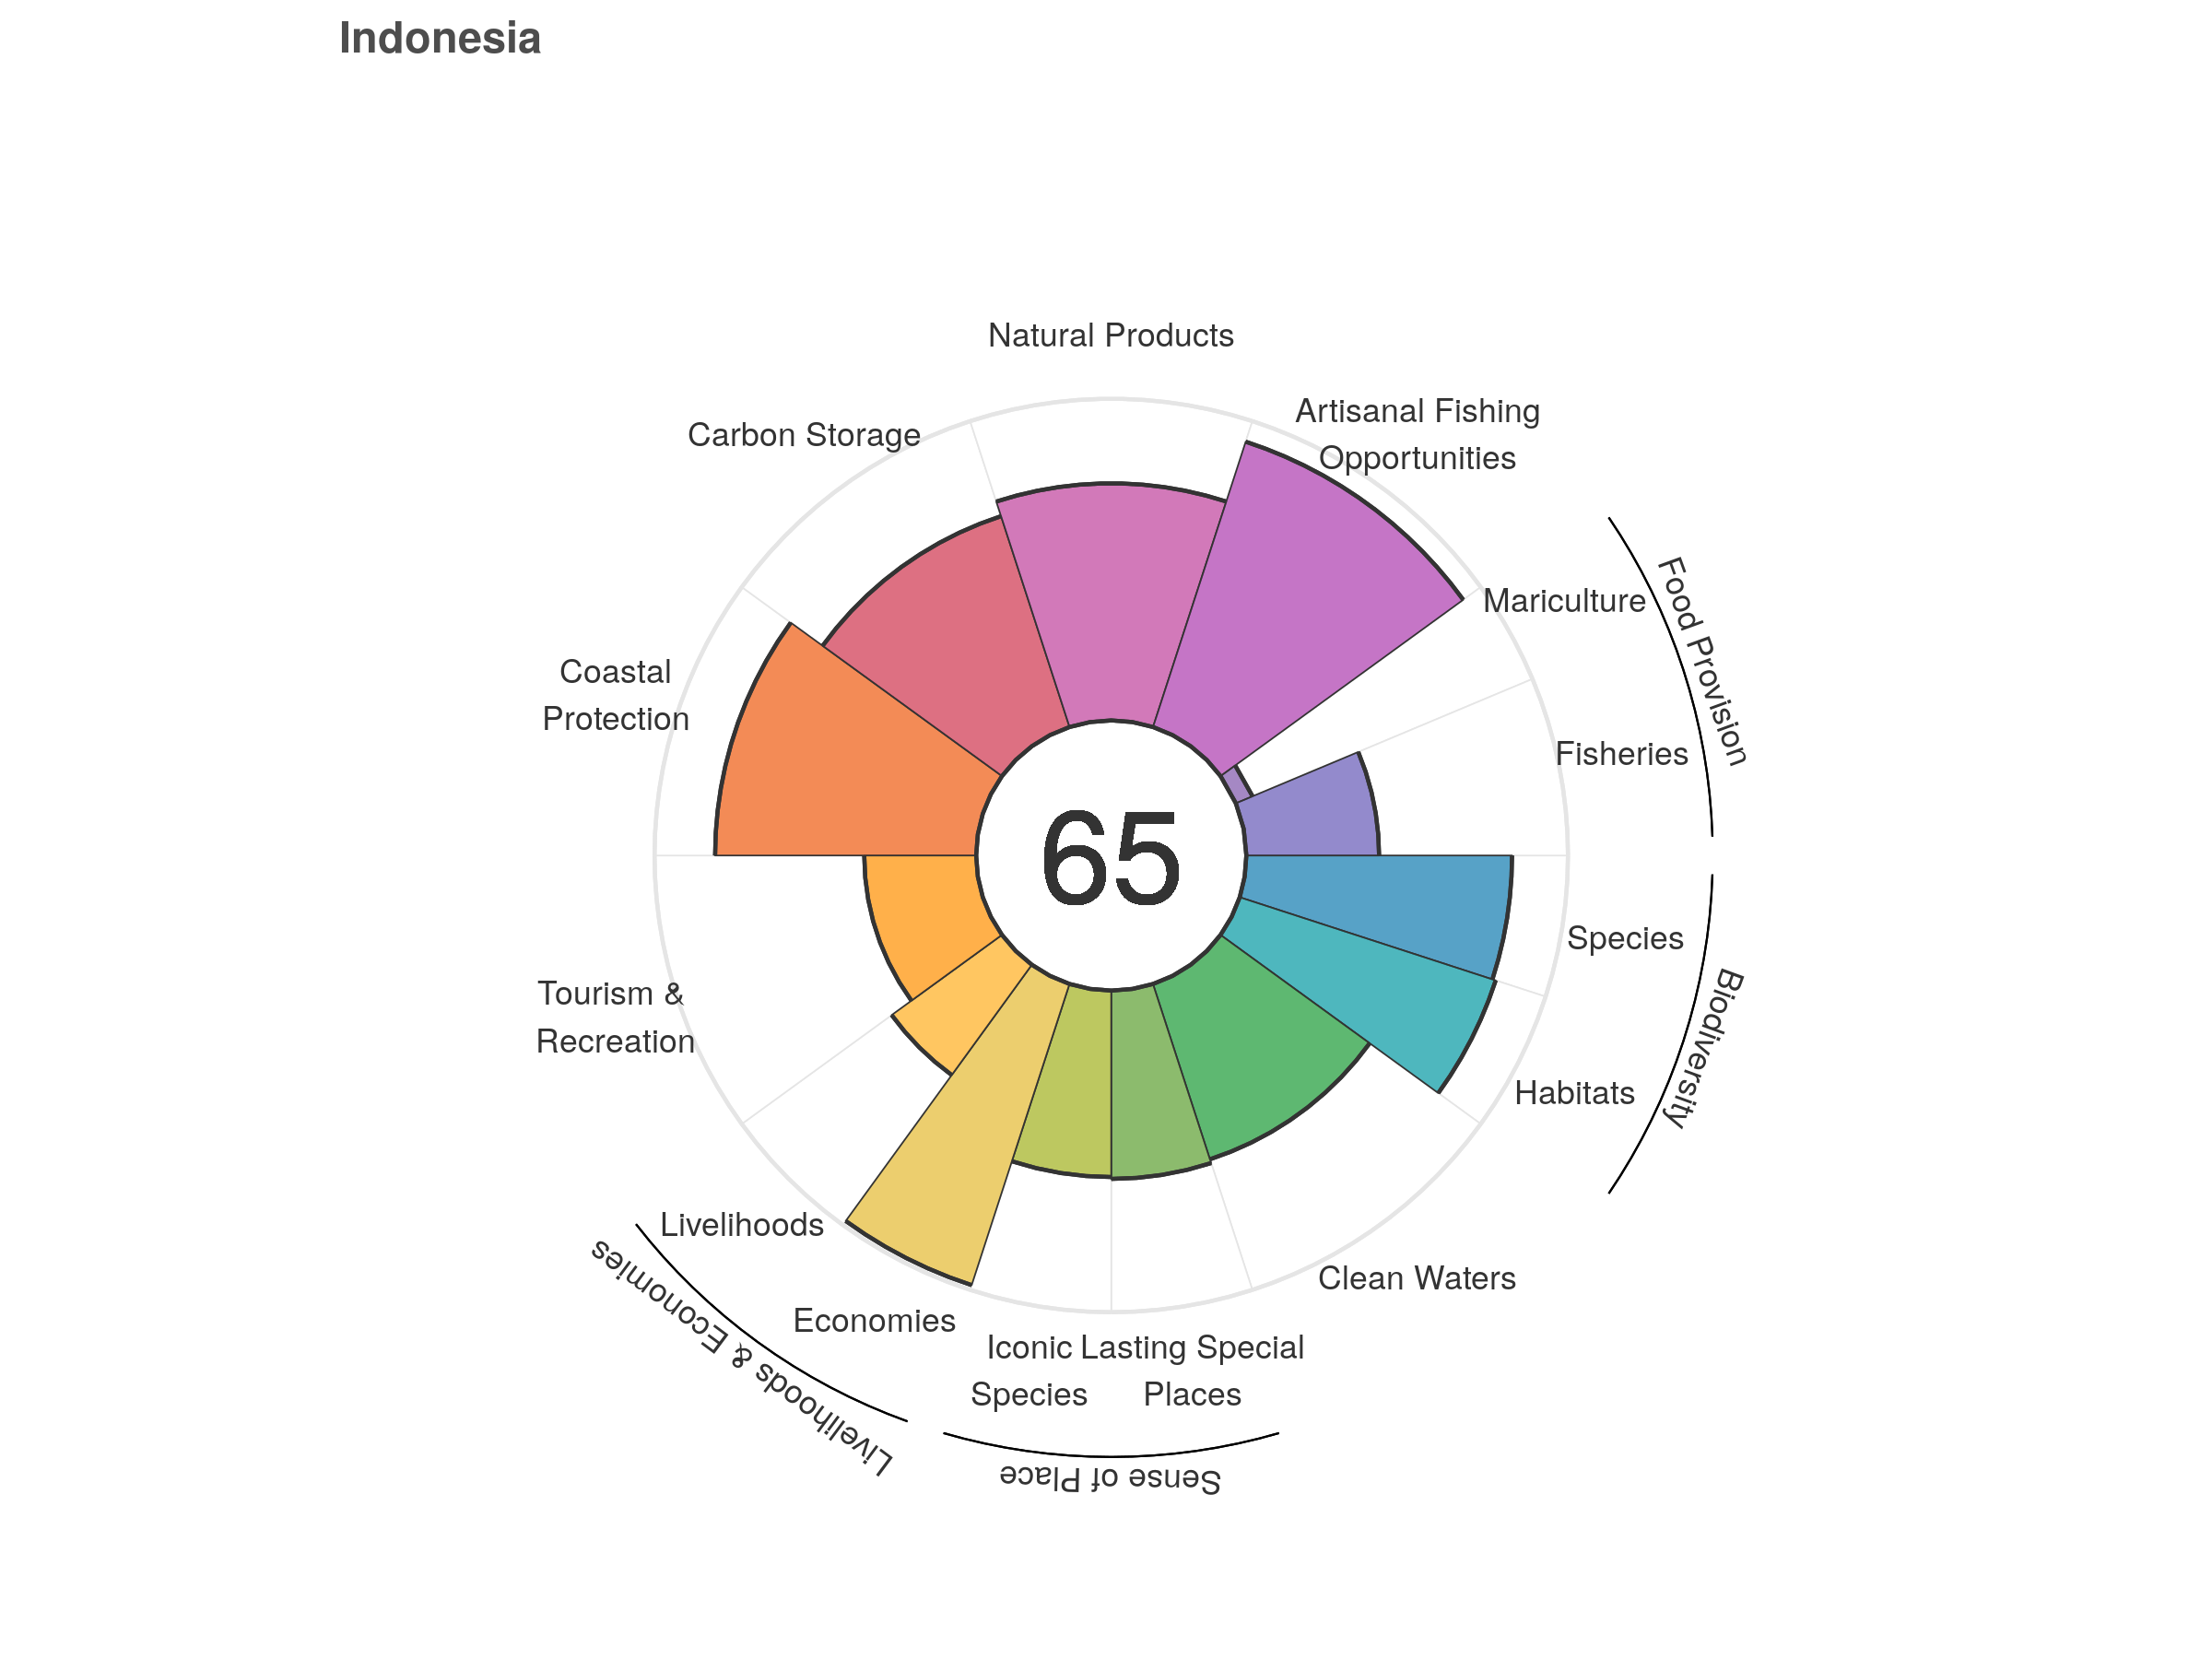 Indonesia
Natural Products
Artisanal Fishing
Opportunities
Carbon Storage
Mariculture
Food Provision
Coastal
Protection
Fisheries
65
Species
Biodiversity
Tourism &
Recreation
Habitats
Livelihoods
Clean Waters
Economies
Livelihoods & Economies
Iconic
Species
Lasting Special
Places
Sense of Place